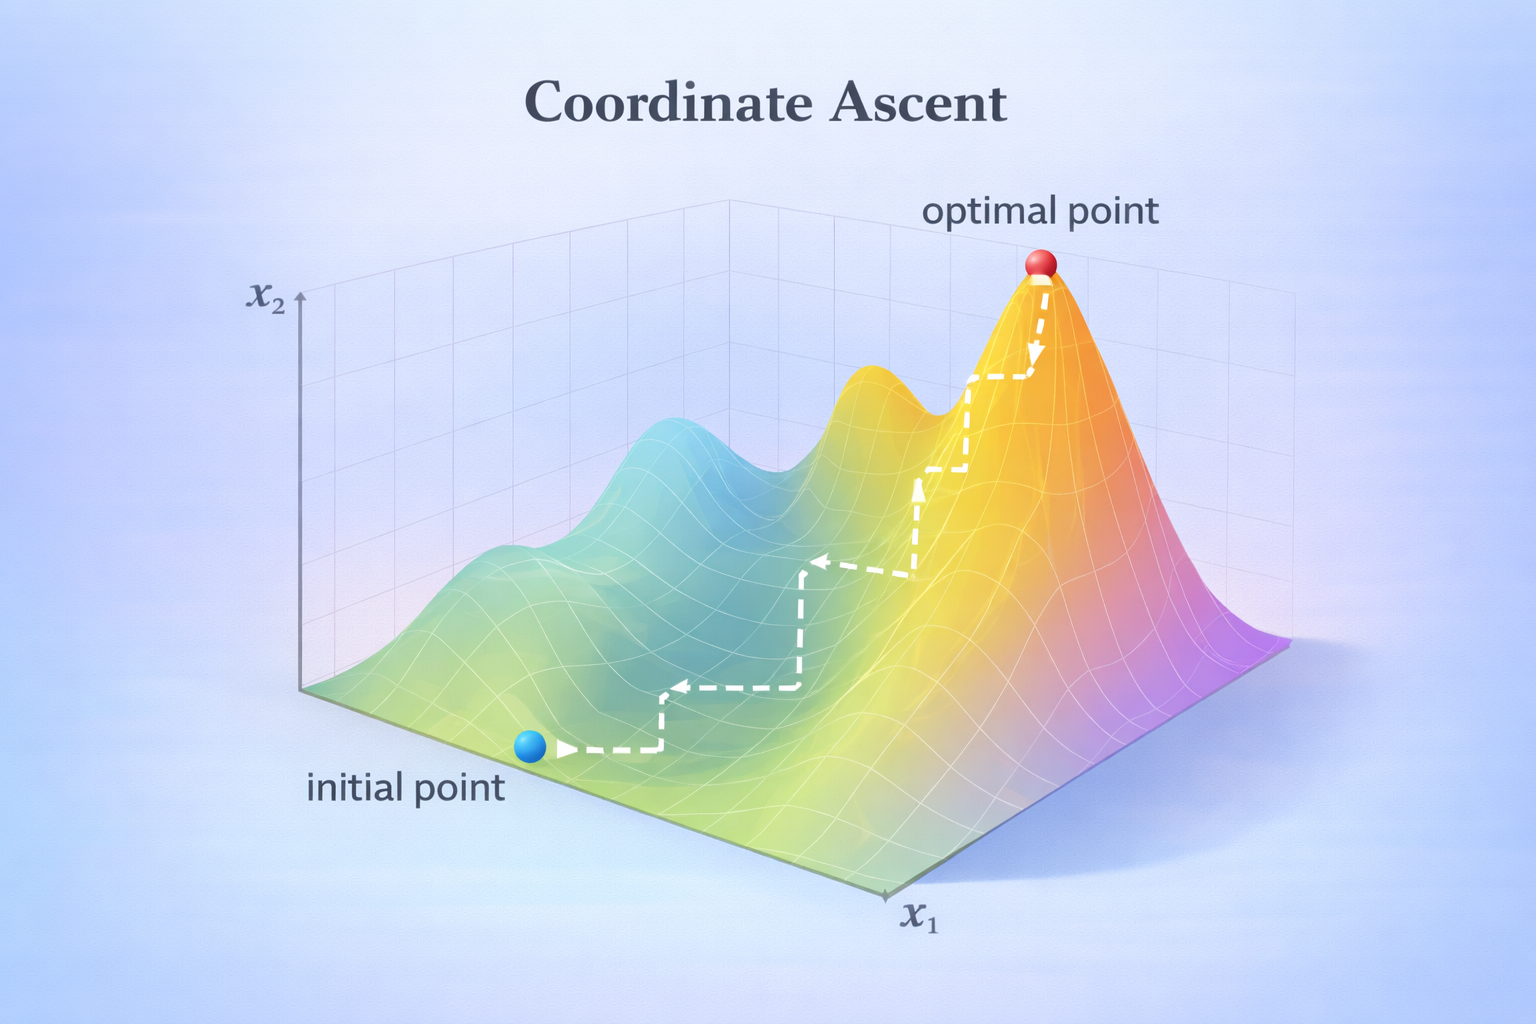 Coordinate Ascent
optimal point
x₂
initial point
x₁